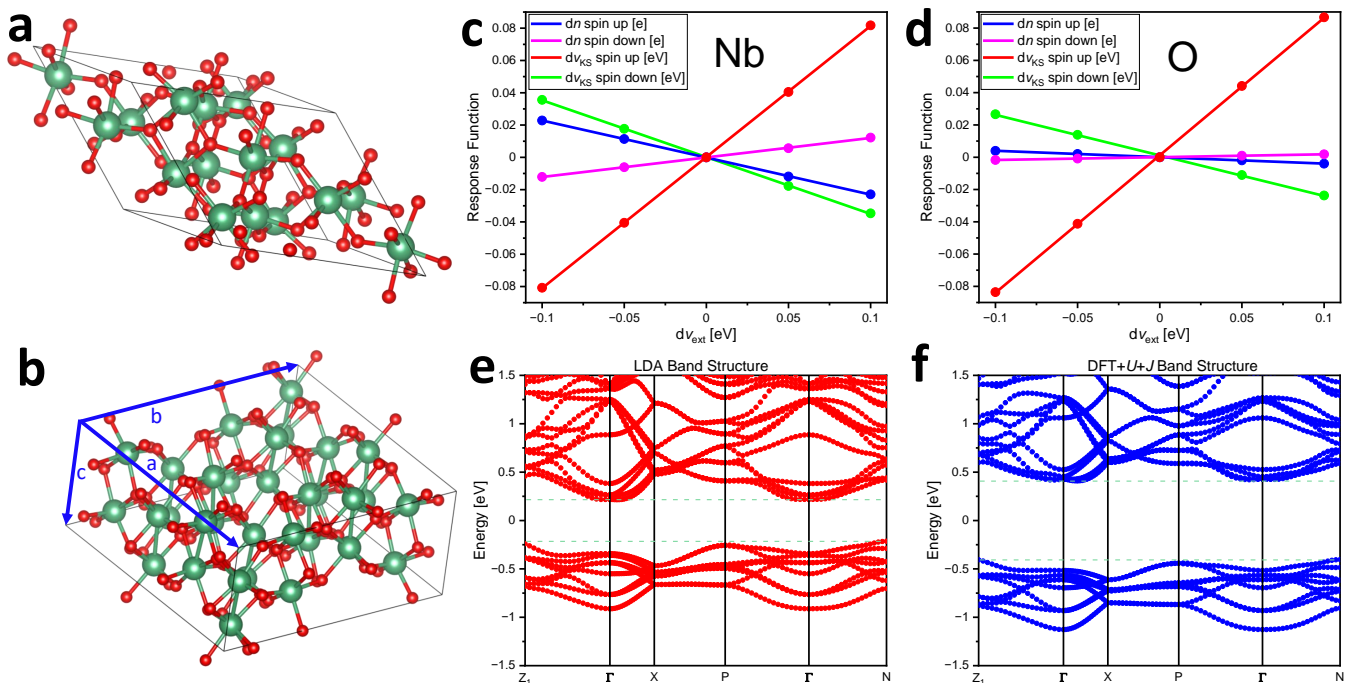 a
b
b
a
c
c
dn spin up [e]
dn spin down [e]
dvKS spin up [eV]
dvKS spin down [eV]
Nb
Response Function
0.08
0.06
0.04
0.02
0
−0.02
−0.04
−0.06
−0.08
−0.1
−0.05
0
0.05
0.1
dvext [eV]
d
dn spin up [e]
dn spin down [e]
dvKS spin up [eV]
dvKS spin down [eV]
O
Response Function
0.08
0.06
0.04
0.02
0
−0.02
−0.04
−0.06
−0.08
−0.1
−0.05
0
0.05
0.1
dvext [eV]
e
LDA Band Structure
Energy [eV]
1.5
1
0.5
0
−0.5
−1
−1.5
Z1
Γ
X
P
Γ
N
f
DFT+U+J Band Structure
Energy [eV]
1.5
1
0.5
0
−0.5
−1
−1.5
Z1
Γ
X
P
Γ
N